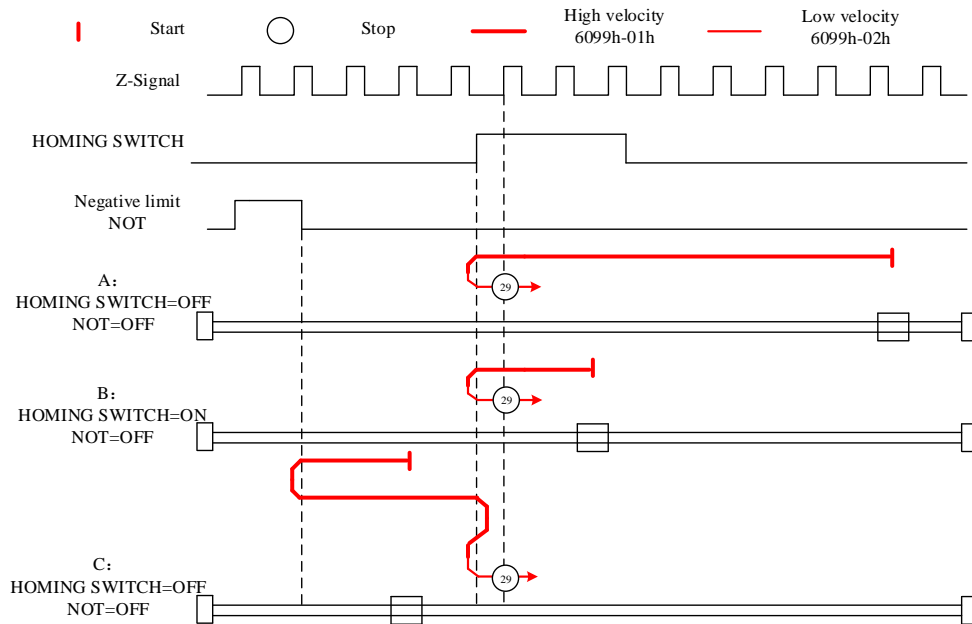 Start
Stop
High velocity
6099h-01h
Low velocity
6099h-02h
Z-Signal
HOMING SWITCH
Negative limit
NOT
A:
HOMING SWITCH=OFF
NOT=OFF
29
B:
HOMING SWITCH=ON
NOT=OFF
29
C:
HOMING SWITCH=OFF
NOT=OFF
29